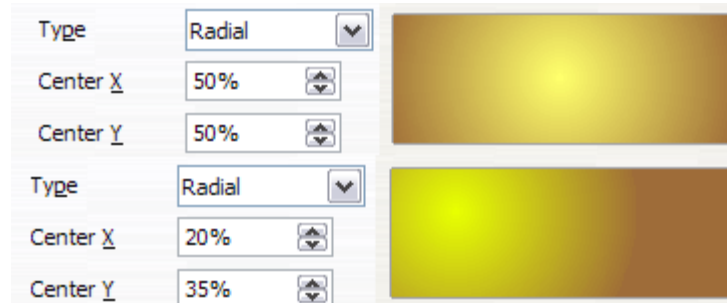 Type Radial
Center X 50%
Center Y 50%
Type Radial
Center X 20%
Center Y 35%